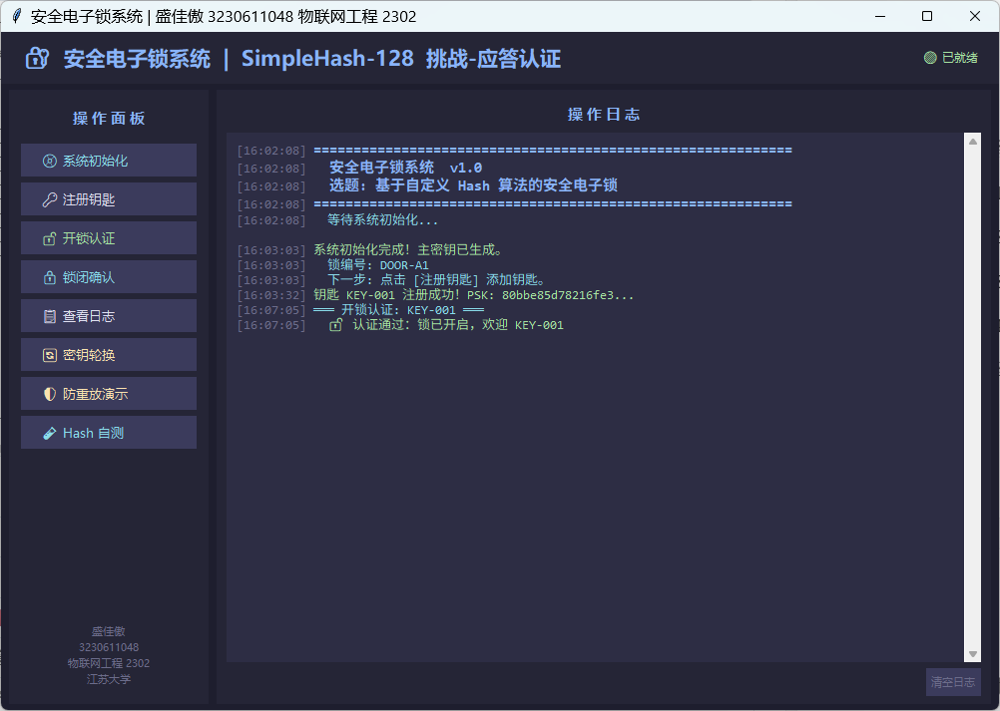 安全电子锁系统 | 盛佳傲 3230611048 物联网工程 2302
安全电子锁系统 | SimpleHash-128 挑战-应答认证
已就绪
操 作 面 板
系统初始化
注册钥匙
开锁认证
锁闭确认
查看日志
密钥轮换
防重放演示
Hash 自测
盛佳傲
3230611048
物联网工程 2302
江苏大学
操 作 日 志
[16:02:08] ============================================================
[16:02:08] 安全电子锁系统 v1.0
[16:02:08] 选题: 基于自定义 Hash 算法的安全电子锁
[16:02:08] ============================================================
[16:02:08] 等待系统初始化...
[16:03:03] 系统初始化完成! 主密钥已生成。
[16:03:03] 锁编号: DOOR-A1
[16:03:03] 下一步: 点击 [注册钥匙] 添加钥匙。
[16:03:32] 钥匙 KEY-001 注册成功! PSK: 80bbe85d78216fe3...
[16:07:05] ═══ 开锁认证: KEY-001 ═══
[16:07:05] 认证通过: 锁已开启, 欢迎 KEY-001
清空日志